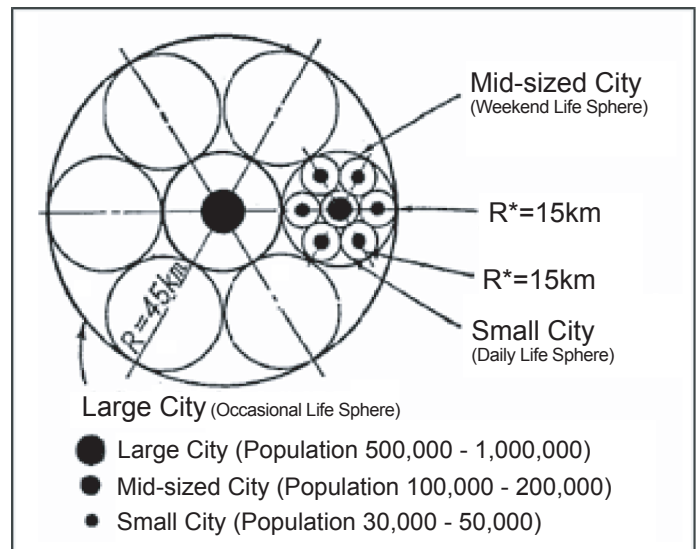 Mid-sized City
(Weekend Life Sphere)
R*=15km
R=45km
R*=15km
Small City
(Daily Life Sphere)
Large City (Occasional Life Sphere)
Large City (Population 500,000 - 1,000,000)
Mid-sized City (Population 100,000 - 200,000)
Small City (Population 30,000 - 50,000)